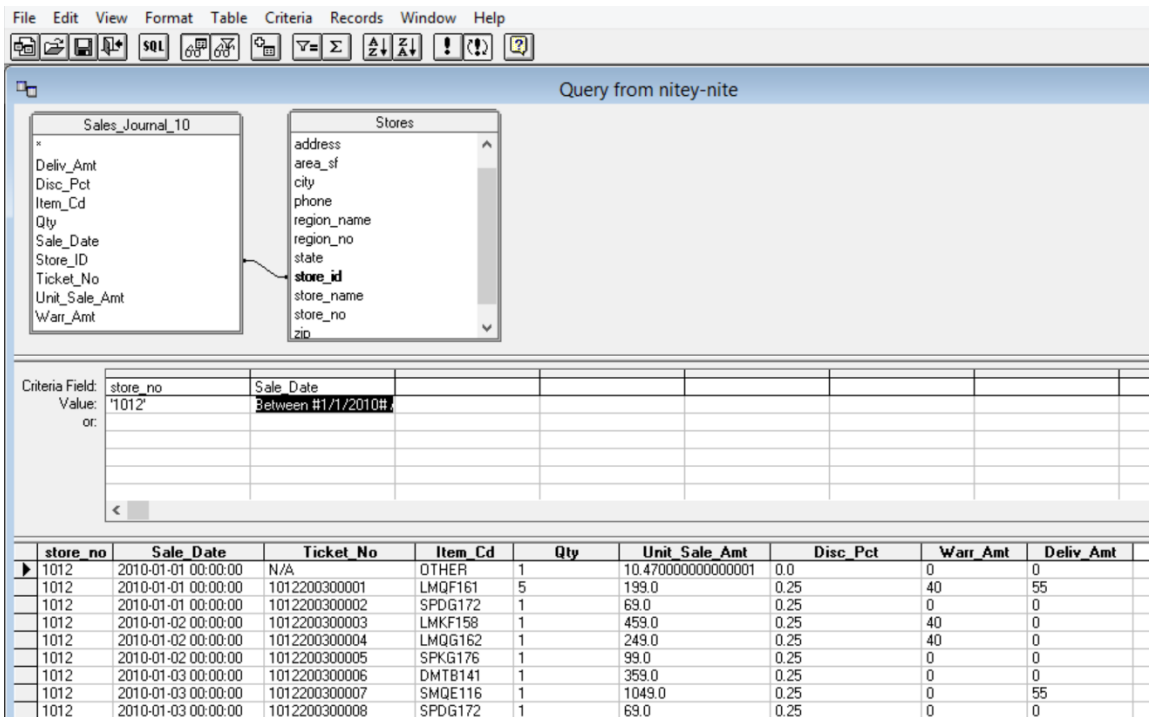 File Edit View Format Table Criteria Records Window Help
SQL
Query from nitey-nite
Sales_Journal_10
*
Deliv_Amt
Disc_Pct
Item_Cd
Qty
Sale_Date
Store_ID
Ticket_No
Unit_Sale_Amt
Warr_Amt
Stores
address
area_sf
city
phone
region_name
region_no
state
store_id
store_name
store_no
zip
Criteria Field: store_no Sale_Date
Value: '1012' Between #1/1/2010#
or:
store_no Sale_Date Ticket_No Item_Cd Qty Unit_Sale_Amt Disc_Pct Warr_Amt Deliv_Amt
1012 2010-01-01 00:00:00 N/A OTHER 1 10.470000000000001 0.0 0 0
1012 2010-01-01 00:00:00 1012200300001 LMQF161 5 199.0 0.25 40 55
1012 2010-01-01 00:00:00 1012200300002 SPDG172 1 69.0 0.25 0 0
1012 2010-01-02 00:00:00 1012200300003 LMKF158 1 459.0 0.25 40 0
1012 2010-01-02 00:00:00 1012200300004 LMQG162 1 249.0 0.25 40 0
1012 2010-01-02 00:00:00 1012200300005 SPKG176 1 99.0 0.25 0 0
1012 2010-01-03 00:00:00 1012200300006 DMTB141 1 359.0 0.25 0 0
1012 2010-01-03 00:00:00 1012200300007 SMQE116 1 1049.0 0.25 0 55
1012 2010-01-03 00:00:00 1012200300008 SPDG172 1 69.0 0.25 0 0